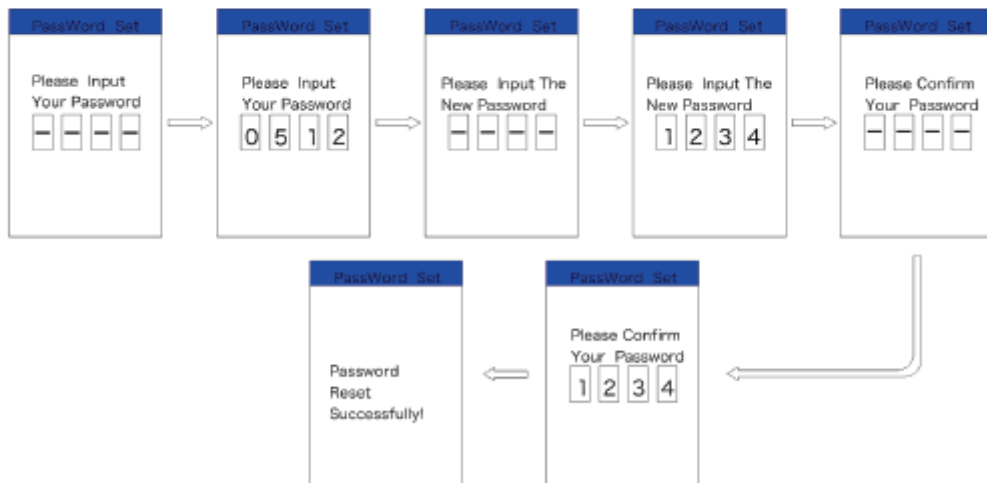 PassWord Set
Please Input
Your Password
– – – –
PassWord Set
Please Input
Your Password
0 5 1 2
PassWord Set
Please Input The
New Password
– – – –
PassWord Set
Please Input The
New Password
1 2 3 4
PassWord Set
Please Confirm
Your Password
– – – –
PassWord Set
Please Confirm
Your Password
1 2 3 4
PassWord Set
Password
Reset
Successfully!